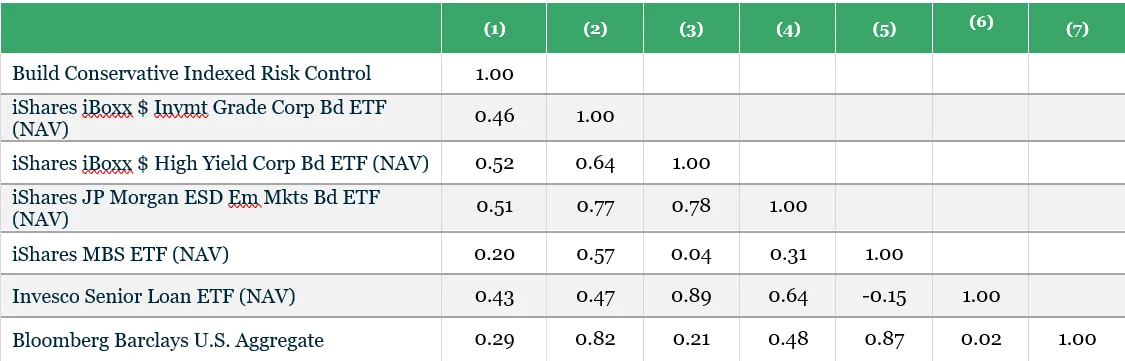 (1) (2) (3) (4) (5) (6) (7)
Build Conservative Indexed Risk Control 1.00
iShares iBoxx $ Invmt Grade Corp Bd ETF
(NAV) 0.46 1.00
iShares iBoxx $ High Yield Corp Bd ETF (NAV) 0.52 0.64 1.00
iShares JP Morgan ESD Em Mkts Bd ETF
(NAV) 0.51 0.77 0.78 1.00
iShares MBS ETF (NAV) 0.20 0.57 0.04 0.31 1.00
Invesco Senior Loan ETF (NAV) 0.43 0.47 0.89 0.64 -0.15 1.00
Bloomberg Barclays U.S. Aggregate 0.29 0.82 0.21 0.48 0.87 0.02 1.00